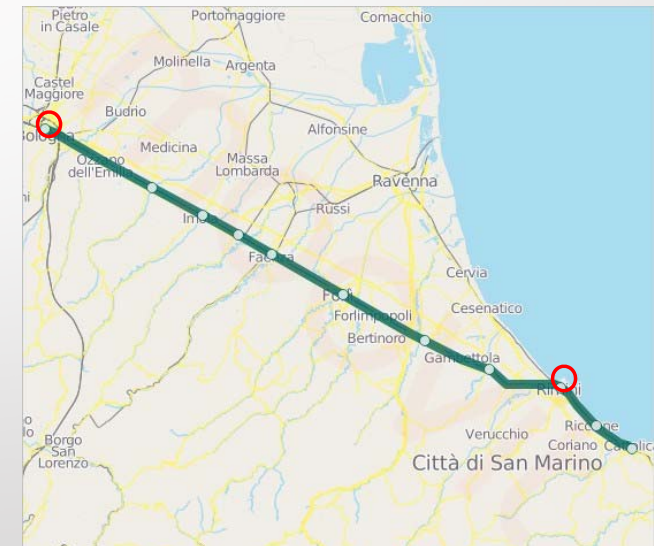 Pietro
in Casale
Portomaggiore
Comacchio
Molinella
Argenta
Castel
Maggiore
Budrio
Alfonsine
Bologna
Medicina
Ozzano
dell'Emilia
Massa
Lombarda
Ravenna
Russi
Imola
Faenza
Cervia
Forlì
Cesenatico
Forlimpopoli
Bertinoro
Gambettola
Rimini
Riccione
Verucchio
Coriano
Cattolica
Borgo
San
Lorenzo
Città di San Marino